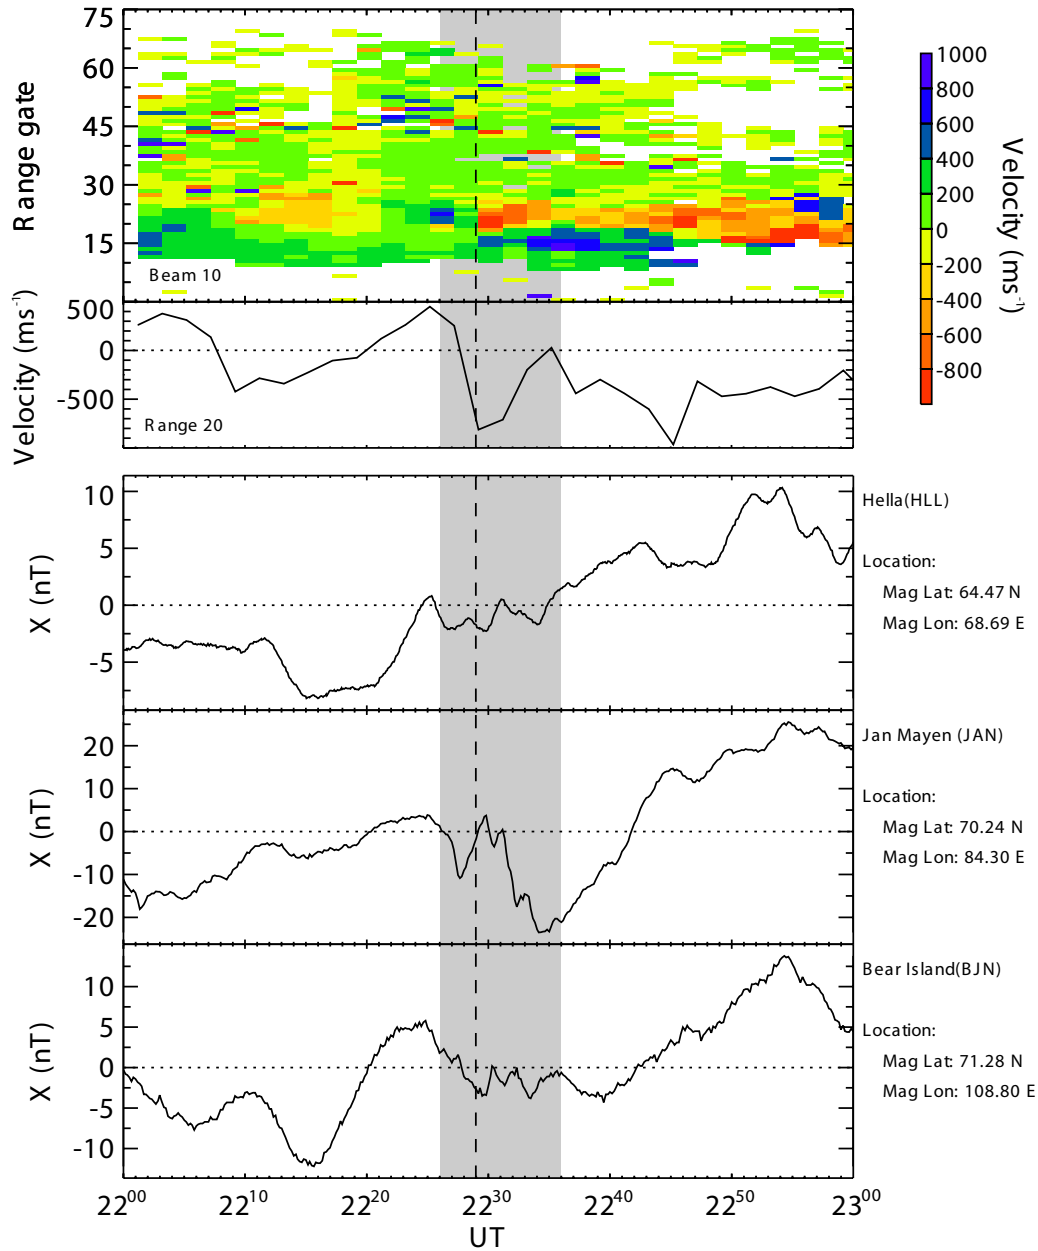 75
60
45
30
15
Range gate
Beam 10
1000
800
600
400
200
0
-200
-400
-600
-800
Velocity (ms⁻¹)
500
0
-500
Velocity (ms⁻¹)
Range 20
10
5
0
-5
X (nT)
Hella(HLL)
Location:
Mag Lat: 64.47 N
Mag Lon: 68.69 E
20
10
0
-10
-20
X (nT)
Jan Mayen (JAN)
Location:
Mag Lat: 70.24 N
Mag Lon: 84.30 E
10
5
0
-5
-10
X (nT)
Bear Island(BJN)
Location:
Mag Lat: 71.28 N
Mag Lon: 108.80 E
22⁰⁰ 22¹⁰ 22²⁰ 22³⁰ 22⁴⁰ 22⁵⁰ 23⁰⁰
UT